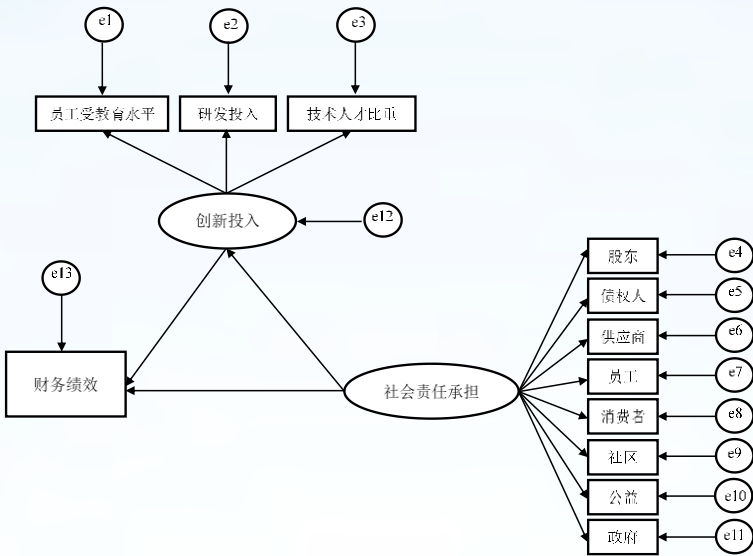 e1
e2
e3
员工受教育水平
研发投入
技术人才比重
创新投入
e12
e13
财务绩效
社会责任承担
股东
e4
债权人
e5
供应商
e6
员工
e7
消费者
e8
社区
e9
公益
e10
政府
e11